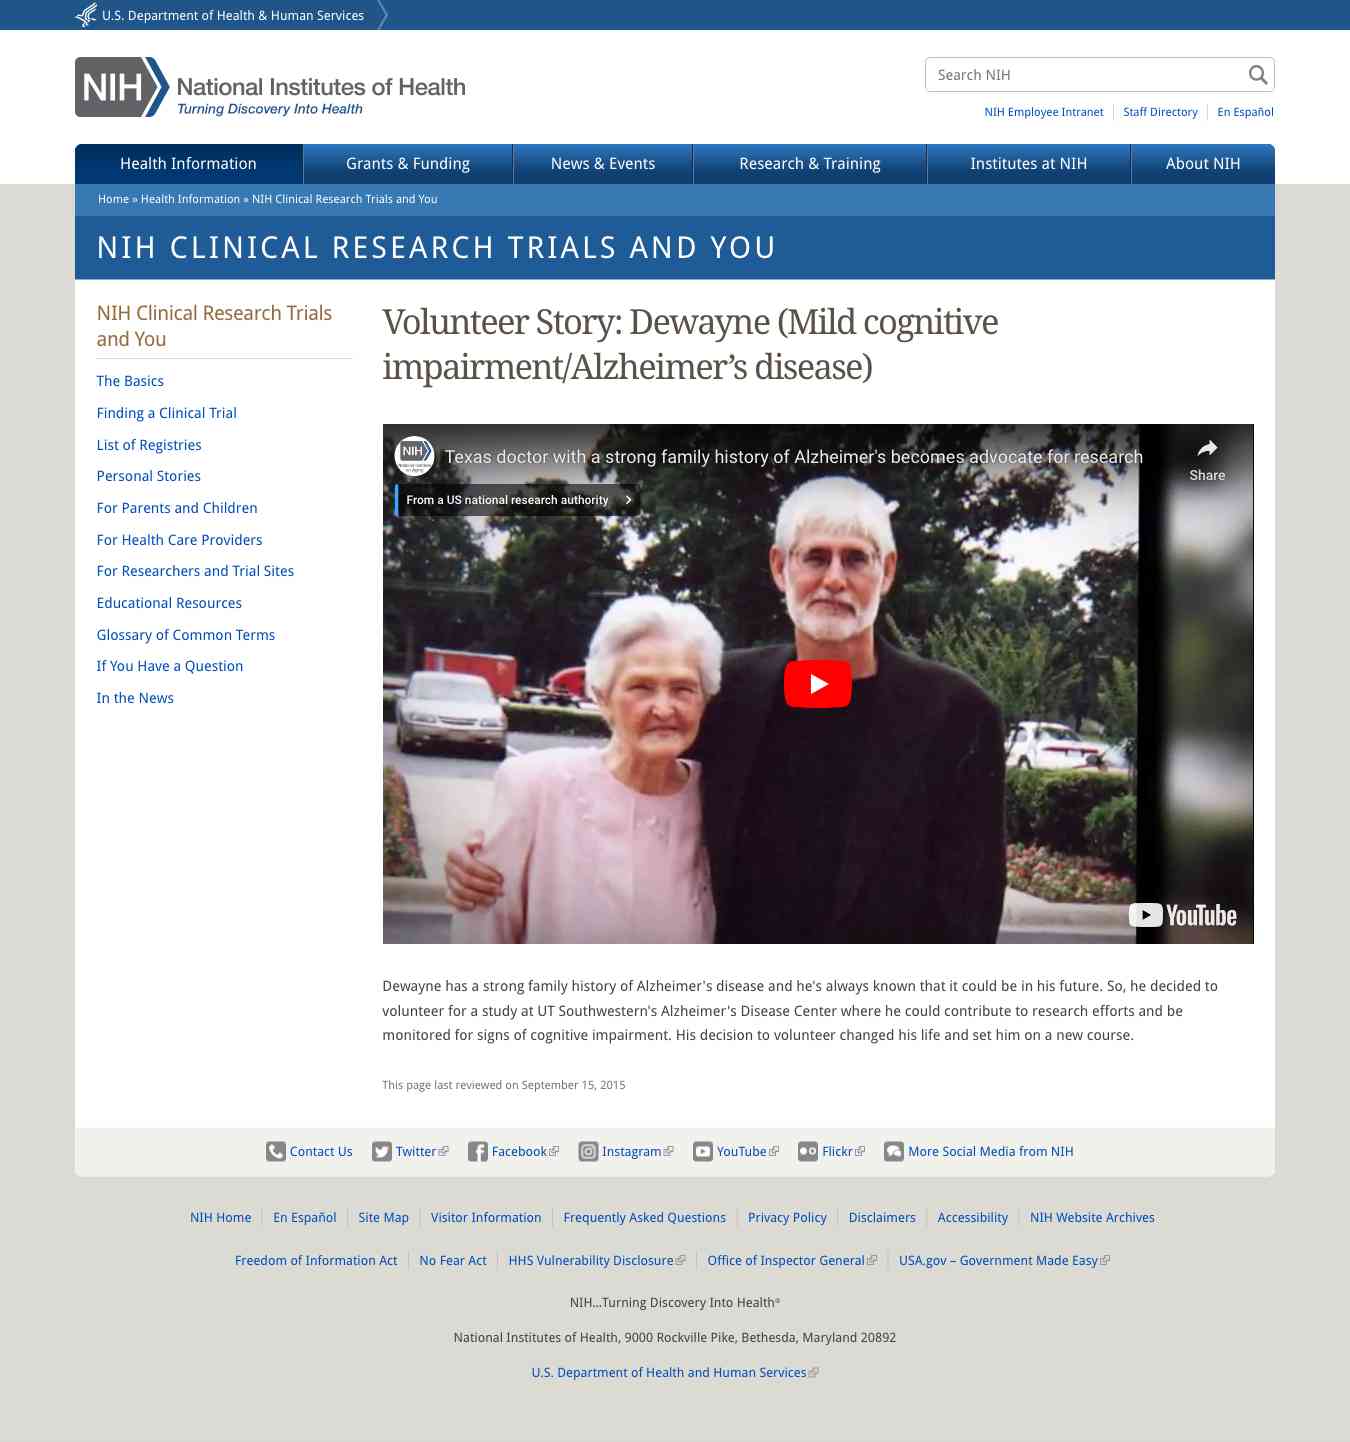 U.S. Department of Health & Human Services
NIH National Institutes of Health
Turning Discovery Into Health
Search NIH
NIH Employee Intranet
Staff Directory
En Español
Health Information
Grants & Funding
News & Events
Research & Training
Institutes at NIH
About NIH
Home » Health Information » NIH Clinical Research Trials and You
NIH CLINICAL RESEARCH TRIALS AND YOU
NIH Clinical Research Trials
and You
The Basics
Finding a Clinical Trial
List of Registries
Personal Stories
For Parents and Children
For Health Care Providers
For Researchers and Trial Sites
Educational Resources
Glossary of Common Terms
If You Have a Question
In the News
Volunteer Story: Dewayne (Mild cognitive
impairment/Alzheimer’s disease)
NIH
Texas doctor with a strong family history of Alzheimer's becomes advocate for research
Share
From a US national research authority
YouTube
Dewayne has a strong family history of Alzheimer's disease and he's always known that it could be in his future. So, he decided to
volunteer for a study at UT Southwestern's Alzheimer's Disease Center where he could contribute to research efforts and be
monitored for signs of cognitive impairment. His decision to volunteer changed his life and set him on a new course.
This page last reviewed on September 15, 2015
Contact Us
Twitter
Facebook
Instagram
YouTube
Flickr
More Social Media from NIH
NIH Home
En Español
Site Map
Visitor Information
Frequently Asked Questions
Privacy Policy
Disclaimers
Accessibility
NIH Website Archives
Freedom of Information Act
No Fear Act
HHS Vulnerability Disclosure
Office of Inspector General
USA.gov – Government Made Easy
NIH…Turning Discovery Into Health®
National Institutes of Health, 9000 Rockville Pike, Bethesda, Maryland 20892
U.S. Department of Health and Human Services